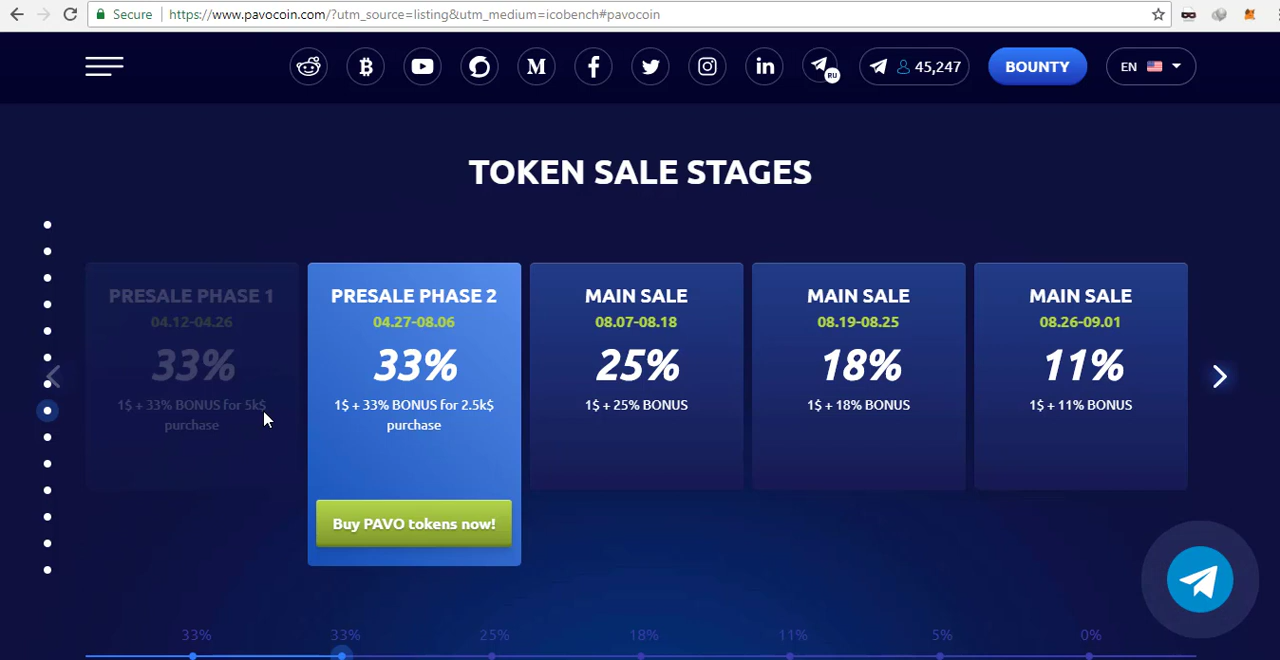 Secure
https://www.pavocoin.com/?utm_source=listing&utm_medium=icobench#pavocoin
M
RU
45,247
BOUNTY
EN
TOKEN SALE STAGES
PRESALE PHASE 1
04.12-04.26
33%
1$ + 33% BONUS for 5k$
purchase
PRESALE PHASE 2
04.27-08.06
33%
1$ + 33% BONUS for 2.5k$
purchase
Buy PAVO tokens now!
MAIN SALE
08.07-08.18
25%
1$ + 25% BONUS
MAIN SALE
08.19-08.25
18%
1$ + 18% BONUS
MAIN SALE
08.26-09.01
11%
1$ + 11% BONUS
33% 33% 25% 18% 11% 5% 0%